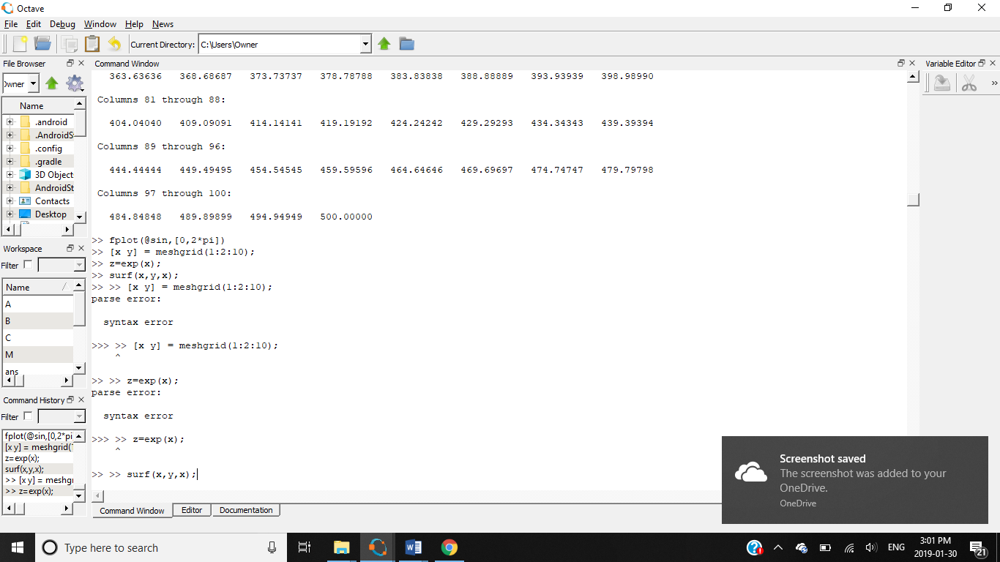 Octave
File Edit Debug Window Help News
Current Directory: C:\Users\Owner
File Browser
Owner
Name
.android
.AndroidS
.config
.gradle
3D Object
AndroidSt
Contacts
Desktop
Workspace
Filter
Name
A
B
C
M
ans
Command History
Filter
fplot(@sin,[0,2*pi
[x y] = meshgrid(
z=exp(x);
surf(x,y,x);
>> [x y] = meshgr
>> z=exp(x);
Command Window
363.63636 368.68687 373.73737 378.78788 383.83838 388.88889 393.93939 398.98990
Columns 81 through 88:
404.04040 409.09091 414.14141 419.19192 424.24242 429.29293 434.34343 439.39394
Columns 89 through 96:
444.44444 449.49495 454.54545 459.59596 464.64646 469.69697 474.74747 479.79798
Columns 97 through 100:
484.84848 489.89899 494.94949 500.00000
>> fplot(@sin,[0,2*pi])
>> [x y] = meshgrid(1:2:10);
>> z=exp(x);
>> surf(x,y,x);
>> >> [x y] = meshgrid(1:2:10);
parse error:
syntax error
>>> >> [x y] = meshgrid(1:2:10);
^
>> >> z=exp(x);
parse error:
syntax error
>>> >> z=exp(x);
^
>> >> surf(x,y,x);
Command Window Editor Documentation
Variable Editor
»
Screenshot saved
The screenshot was added to your
OneDrive.
OneDrive
Type here to search
ENG
3:01 PM
2019-01-30
21